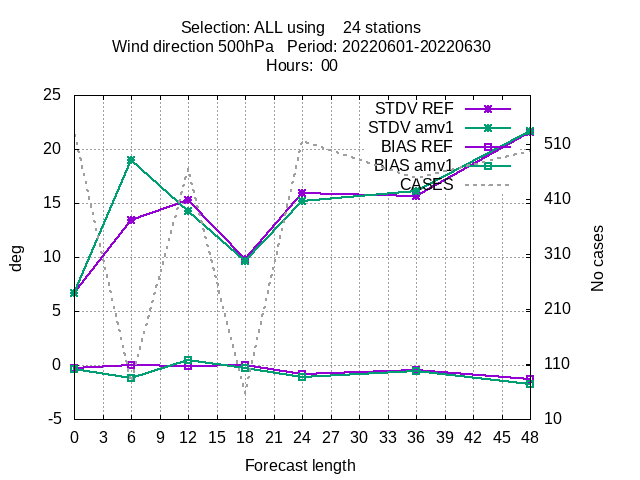 Selection: ALL using    24 stations
Wind direction 500hPa   Period: 20220601-20220630
Hours:  00
25
20
15
10
5
0
-5
deg
STDV REF
STDV amv1
BIAS REF
BIAS amv1
CASES
510
410
310
210
110
10
No cases
0 3 6 9 12 15 18 21 24 27 30 33 36 39 42 45 48
Forecast length